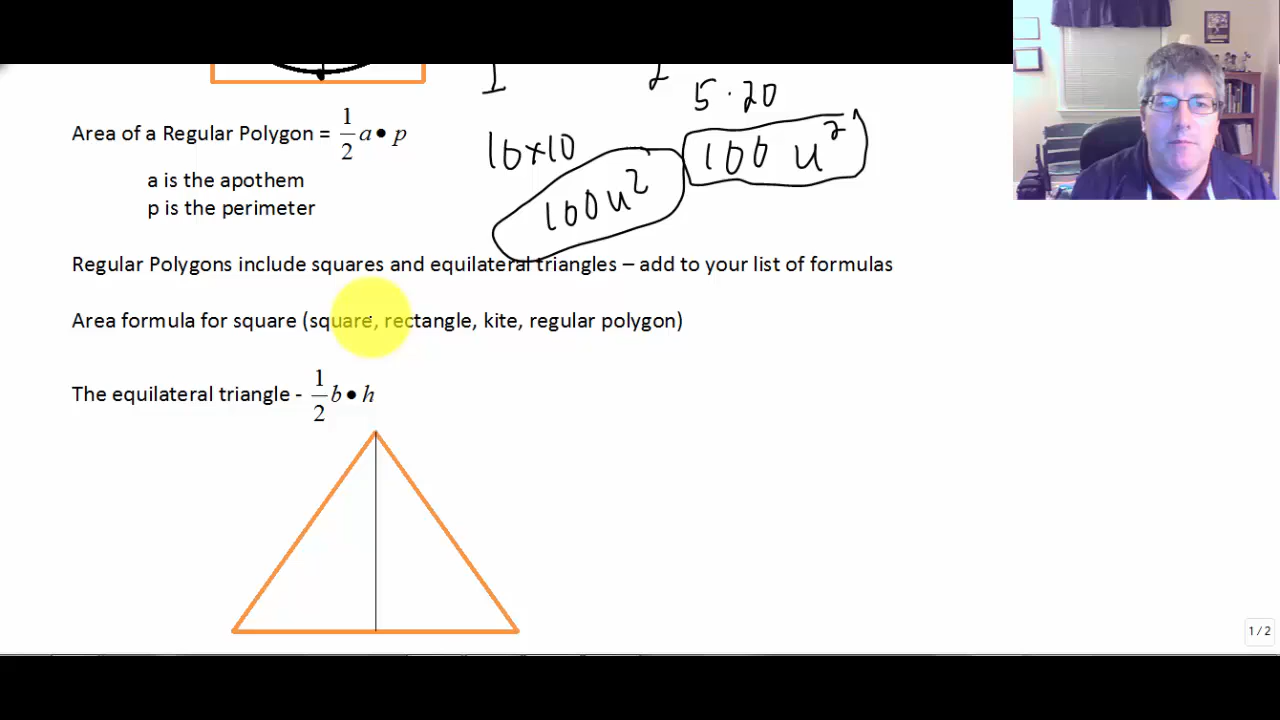 5 · 20
Area of a Regular Polygon = 1/2 a • p
10×10
100 u²
100 u²
a is the apothem
p is the perimeter
Regular Polygons include squares and equilateral triangles – add to your list of formulas
Area formula for square (square, rectangle, kite, regular polygon)
The equilateral triangle - 1/2 b • h
1 / 2